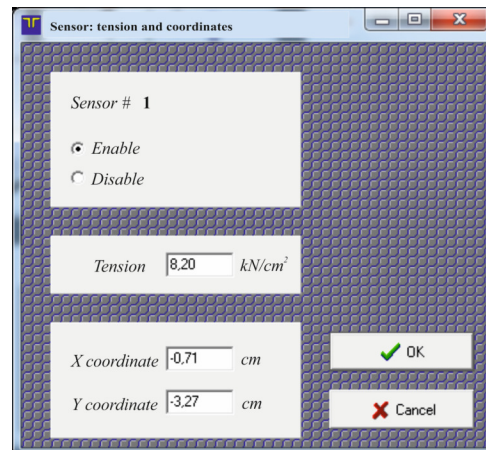 Sensor: tension and coordinates
Sensor # 1
Enable
Disable
Tension 8,20 kN/cm²
X coordinate -0,71 cm
Y coordinate -3,27 cm
OK
Cancel